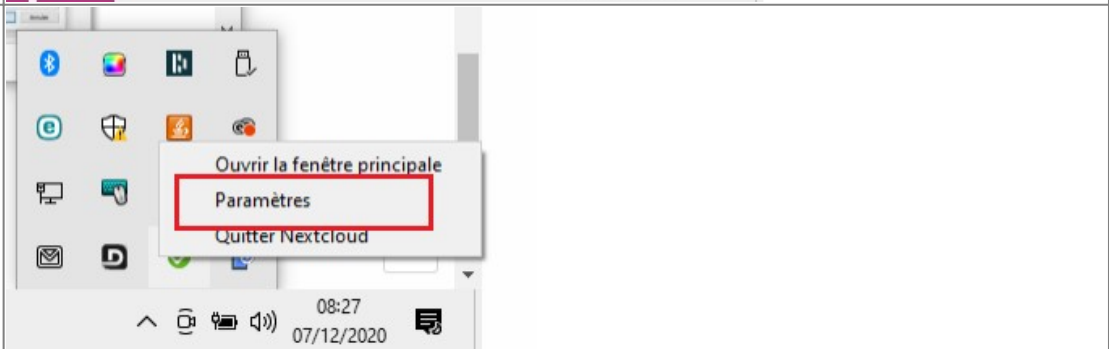 Ouvrir la fenêtre principale
Paramètres
Quitter Nextcloud
08:27
07/12/2020